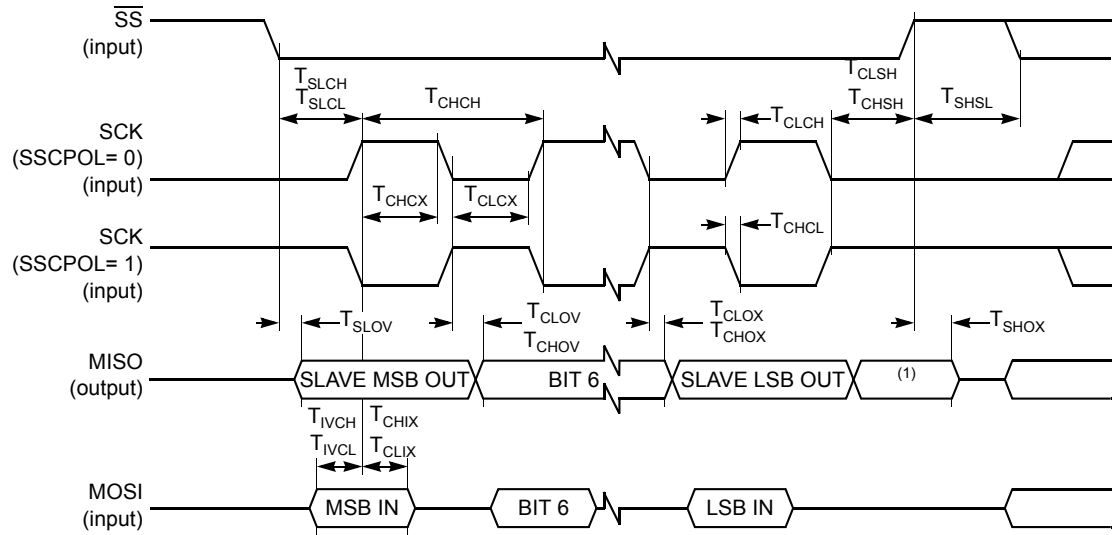 SS
(input)
TSLCH
TSLCL
TCHCH
TCLSH
TCHSH
TSHSL
TCLCH
SCK
(SSCPOL= 0)
(input)
TCHCX
TCLCX
TCHCL
SCK
(SSCPOL= 1)
(input)
TSLOV
TCLOV
TCHOV
TCLOX
TCHOX
TSHOX
MISO
(output)
SLAVE MSB OUT
BIT 6
SLAVE LSB OUT
(1)
TIVCH
TIVCL
TCHIX
TCLIX
MOSI
(input)
MSB IN
BIT 6
LSB IN